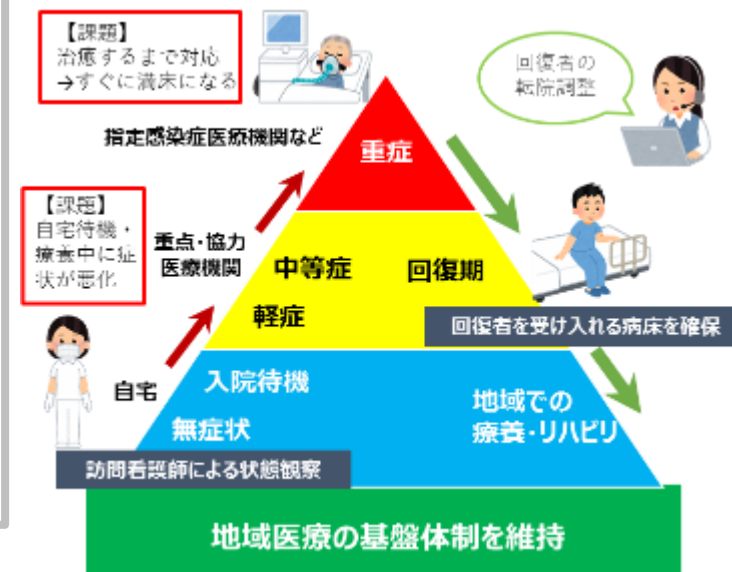 【課題】
治癒するまで対応
→すぐに満床になる
回復者の
転院調整
指定感染症医療機関など
重症
【課題】
自宅待機・
療養中に症
状が悪化
重点・協力
医療機関
中等症
回復期
軽症
回復者を受け入れる病床を確保
自宅
入院待機
地域での
療養・リハビリ
無症状
訪問看護師による状態観察
地域医療の基盤体制を維持